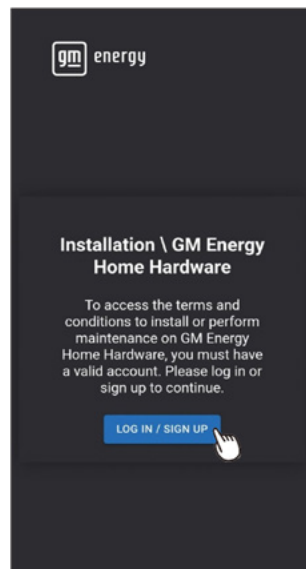 gm energy
Installation \ GM Energy
Home Hardware
To access the terms and
conditions to install or perform
maintenance on GM Energy
Home Hardware, you must have
a valid account. Please log in or
sign up to continue.
LOG IN / SIGN UP